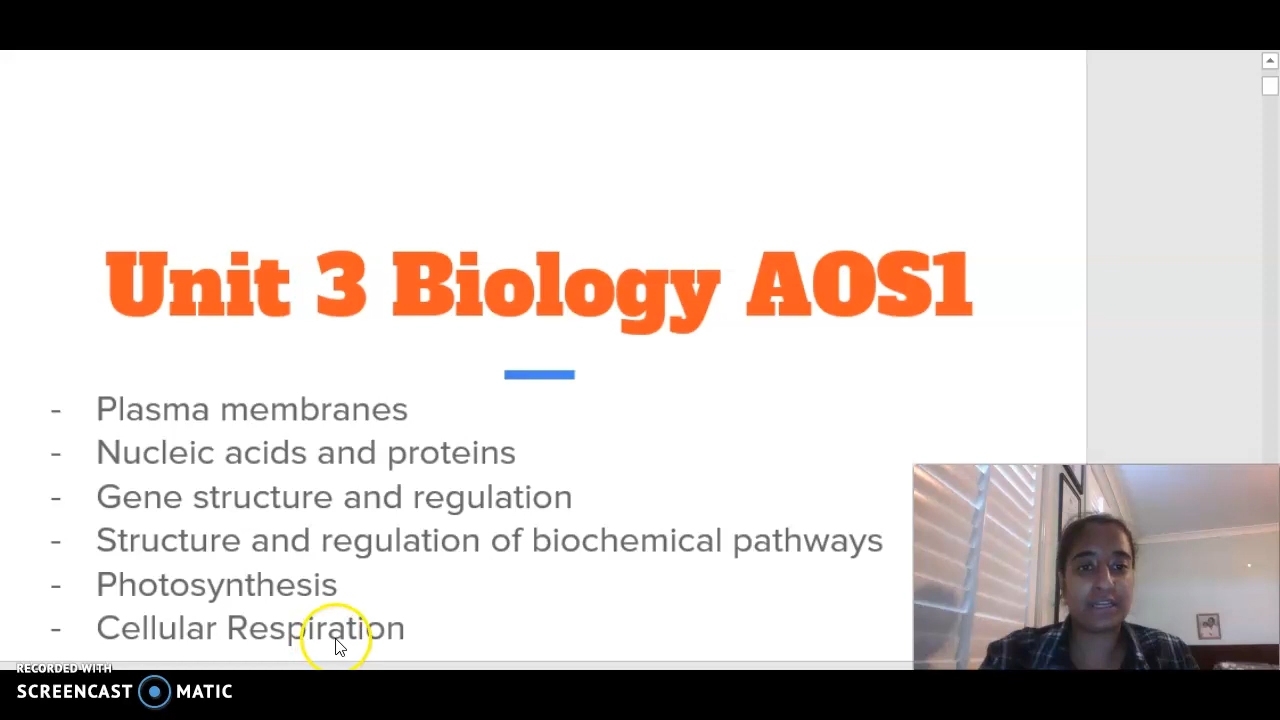 Unit 3 Biology AOS1
- Plasma membranes
- Nucleic acids and proteins
- Gene structure and regulation
- Structure and regulation of biochemical pathways
- Photosynthesis
- Cellular Respiration
RECORDED WITH
SCREENCAST MATIC